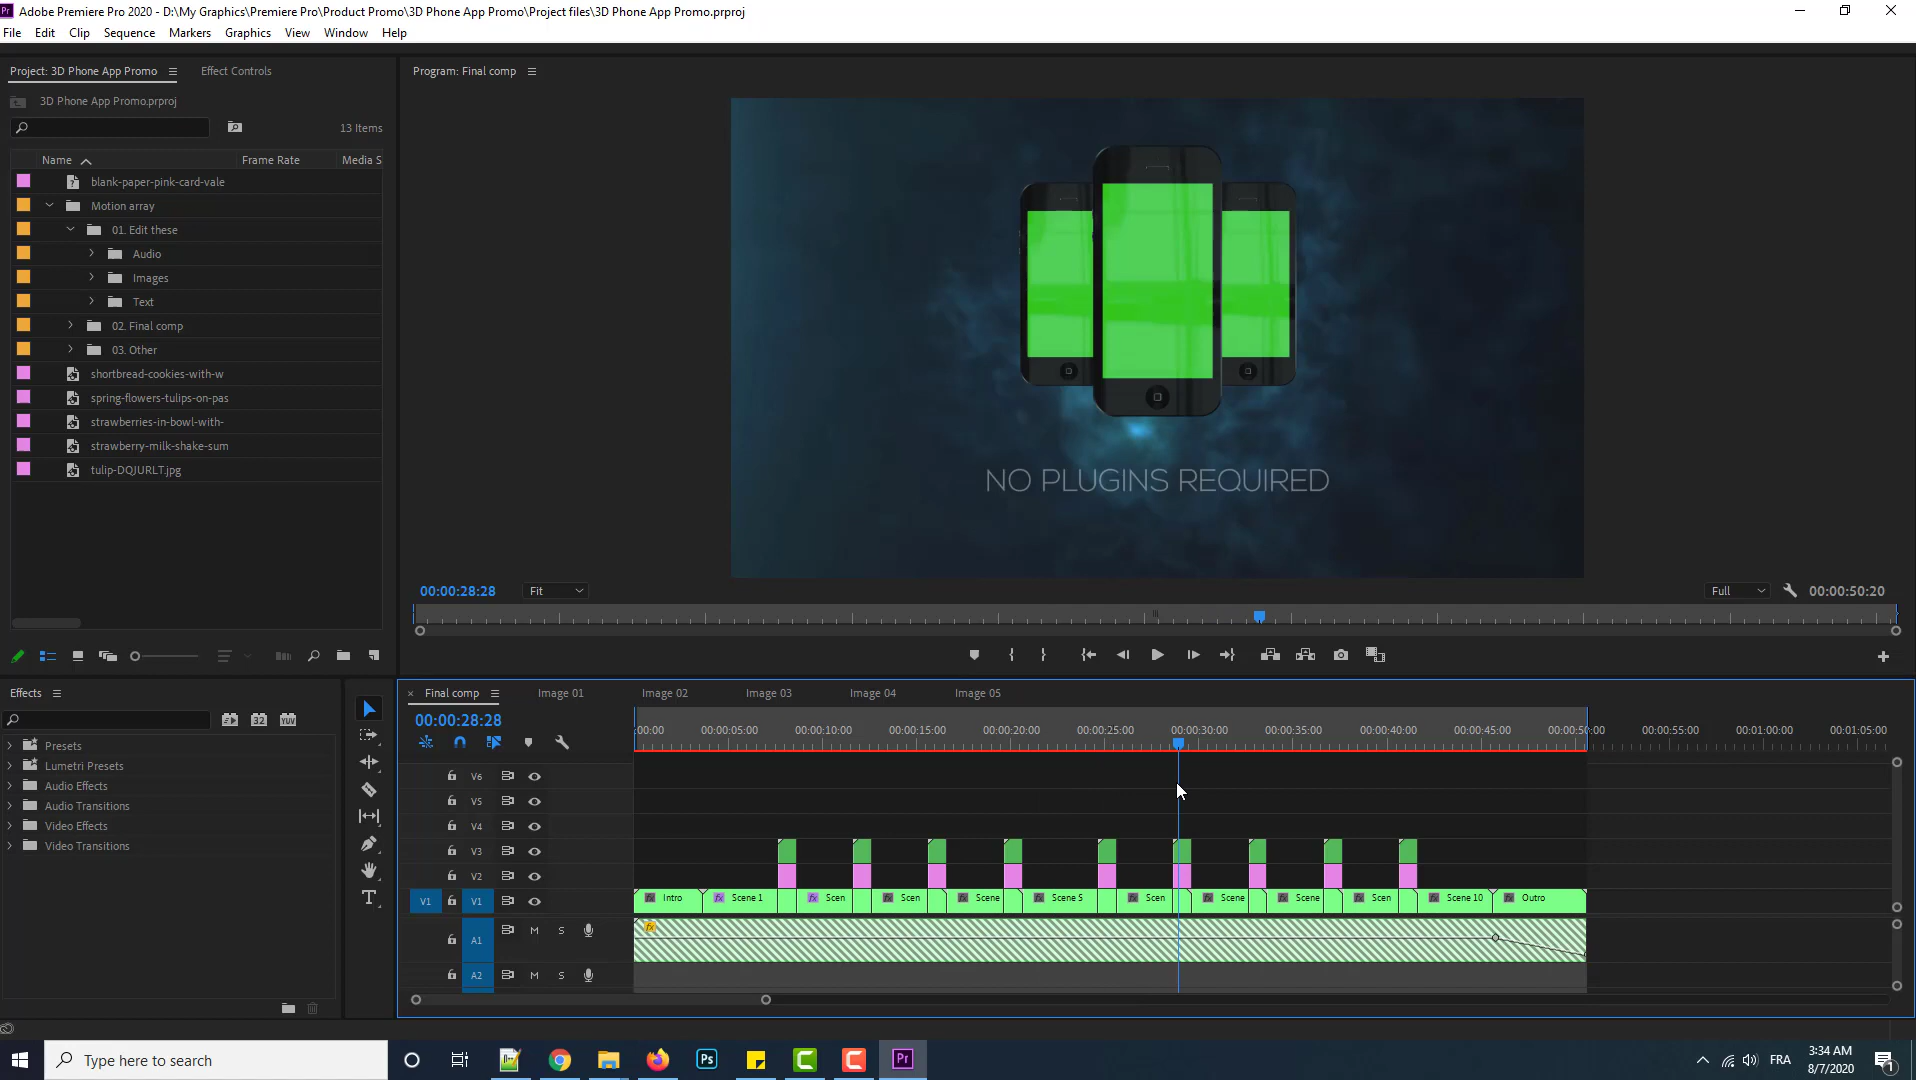 Adobe Premiere Pro 2020 - D:\My Graphics\Premiere Pro\Product Promo\3D Phone App Promo\Project files\3D Phone App Promo.prproj
File Edit Clip Sequence Markers Graphics View Window Help
Project: 3D Phone App Promo
Effect Controls
Program: Final comp
3D Phone App Promo.prproj
13 Items
Name Frame Rate Media S
blank-paper-pink-card-vale
Motion array
01. Edit these
Audio
Images
Text
02. Final comp
03. Other
shortbread-cookies-with-w
spring-flowers-tulips-on-pas
strawberries-in-bowl-with-
strawberry-milk-shake-sum
tulip-DQJURLT.jpg
NO PLUGINS REQUIRED
00:00:28:28
Fit
Full
00:00:50:20
Effects
32
YUV
Presets
Lumetri Presets
Audio Effects
Audio Transitions
Video Effects
Video Transitions
Final comp
Image 01
Image 02
Image 03
Image 04
Image 05
00:00:28:28
:00:00 00:00:05:00 00:00:10:00 00:00:15:00 00:00:20:00 00:00:25:00 00:00:30:00 00:00:35:00 00:00:40:00 00:00:45:00 00:00:50:00 00:00:55:00 00:01:00:00 00:01:05:00
V6
V5
V4
V3
V2
V1 V1
Intro Scene 1 Scen Scen Scene Scene 5 Scen Scene Scene Scen Scene 10 Outro
A1 M S
A2 M S
Type here to search
Ps
Pr
FRA
3:34 AM
8/7/2020
1